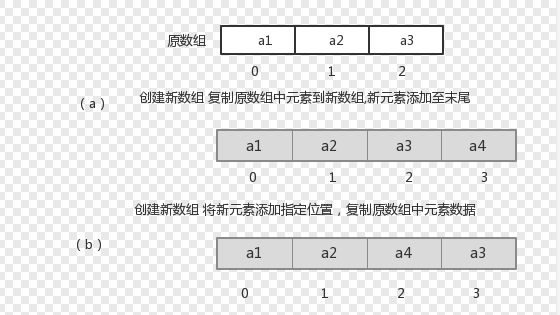 原数组 a1 a2 a3
0 1 2
(a) 创建新数组 复制原数组中元素到新数组,新元素添加至末尾
a1 a2 a3 a4
0 1 2 3
创建新数组 将新元素添加指定位置，复制原数组中元素数据
(b) a1 a2 a4 a3
0 1 2 3